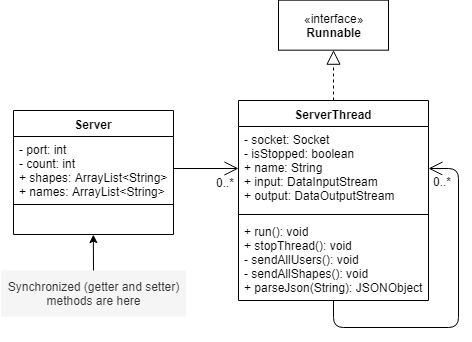 «interface»
Runnable
Server
- port: int
- count: int
+ shapes: ArrayList<String>
+ names: ArrayList<String>
ServerThread
- socket: Socket
- isStopped: boolean
+ name: String
+ input: DataInputStream
+ output: DataOutputStream
0..*
0..*
+ run(): void
+ stopThread(): void
- sendAllUsers(): void
- sendAllShapes(): void
+ parseJson(String): JSONObject
Synchronized (getter and setter)
methods are here